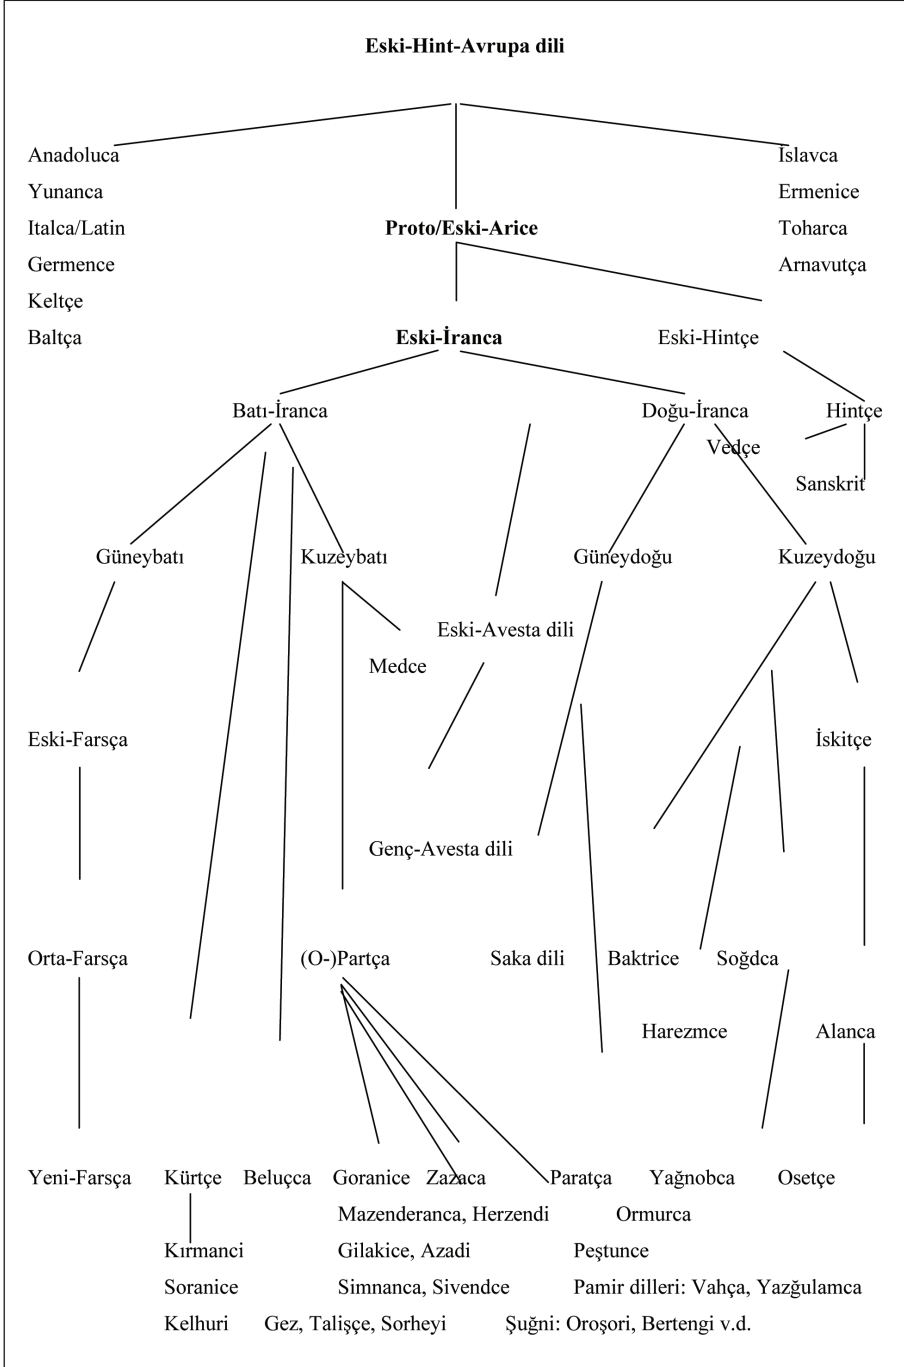 Eski-Hint-Avrupa dili
Anadoluca İslavca
Yunanca Ermenice
Italca/Latin Proto/Eski-Arice Toharca
Germence Arnavutça
Keltçe
Baltça Eski-İranca Eski-Hintçe
Batı-İranca Doğu-İranca Hintçe
Vedçe
Sanskrit
Güneybatı Kuzeybatı Güneydoğu Kuzeydoğu
Eski-Avesta dili
Medce
Eski-Farsça İskitçe
Genç-Avesta dili
Orta-Farsça (O-)Partça Saka dili Baktrice Soğdca
Harezmce Alanca
Yeni-Farsça Kürtçe Beluçca Goranice Zazaca Paratça Yağnobca Osetçe
Mazenderanca, Herzendi Ormurca
Kırmanci Gilakice, Azadi Peştunce
Soranice Simnanca, Sivendce Pamir dilleri: Vahça, Yazğulamca
Kelhuri Gez, Talişçe, Sorheyi Şuğni: Oroşori, Bertengi v.d.